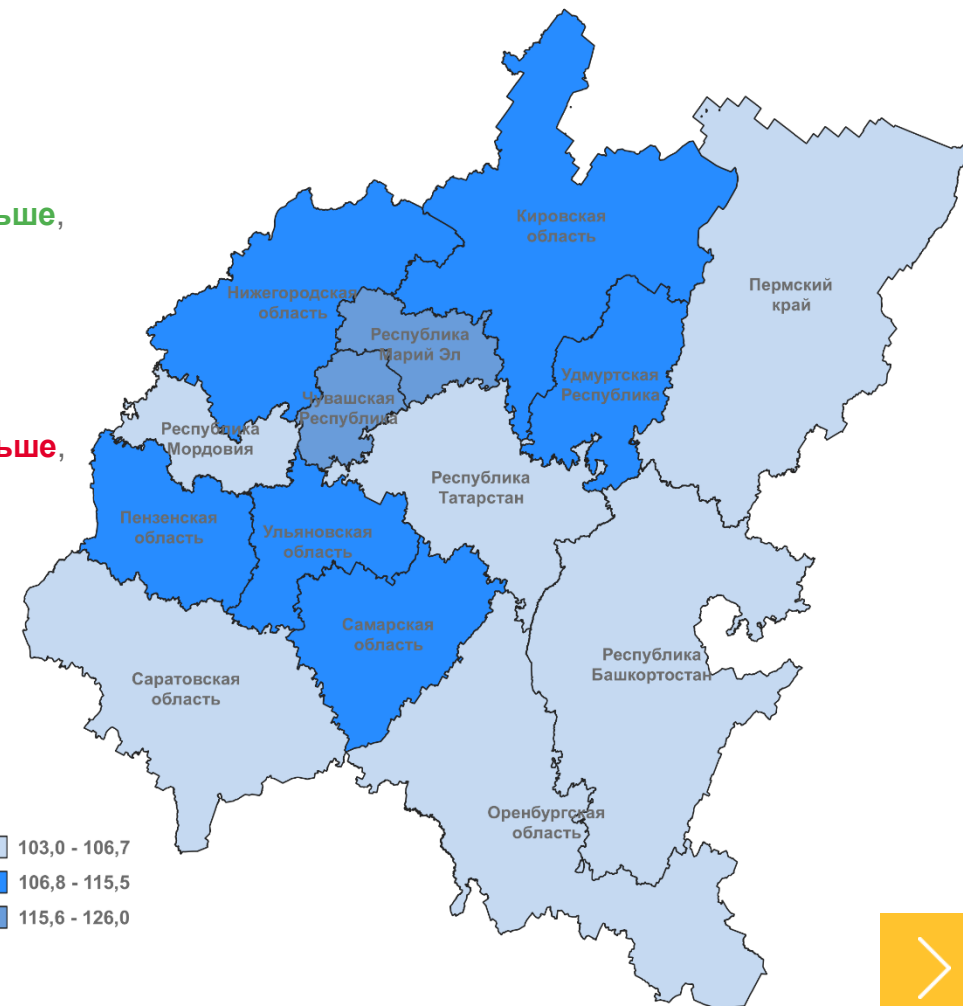 ьше,
Кировская
область
Пермский
край
Нижегородская
область
Республика
Марий Эл
Удмуртская
Республика
Чувашская
Республика
Республика
Мордовия
ьше,
Республика
Татарстан
Пензенская
область
Ульяновская
область
Самарская
область
Республика
Башкортостан
Саратовская
область
Оренбургская
область
103,0 - 106,7
106,8 - 115,5
115,6 - 126,0